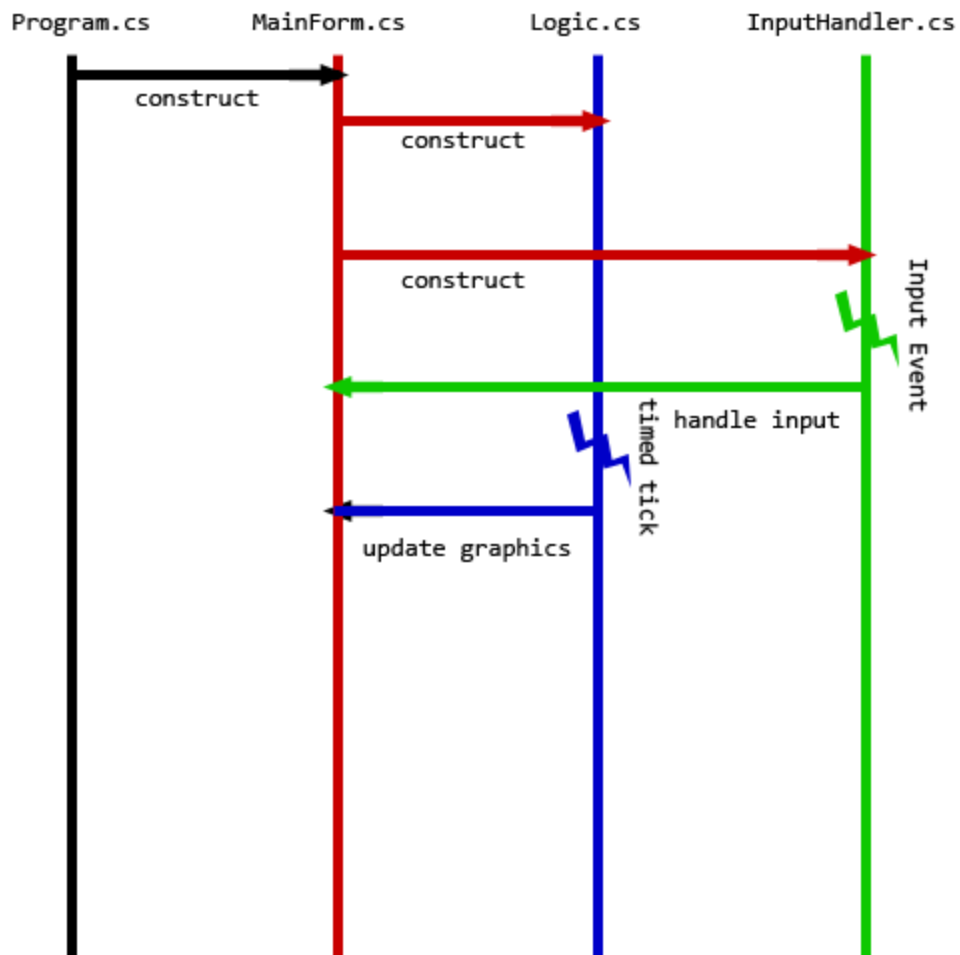 Program.cs
MainForm.cs
Logic.cs
InputHandler.cs
construct
construct
construct
Input Event
handle input
timed tick
update graphics